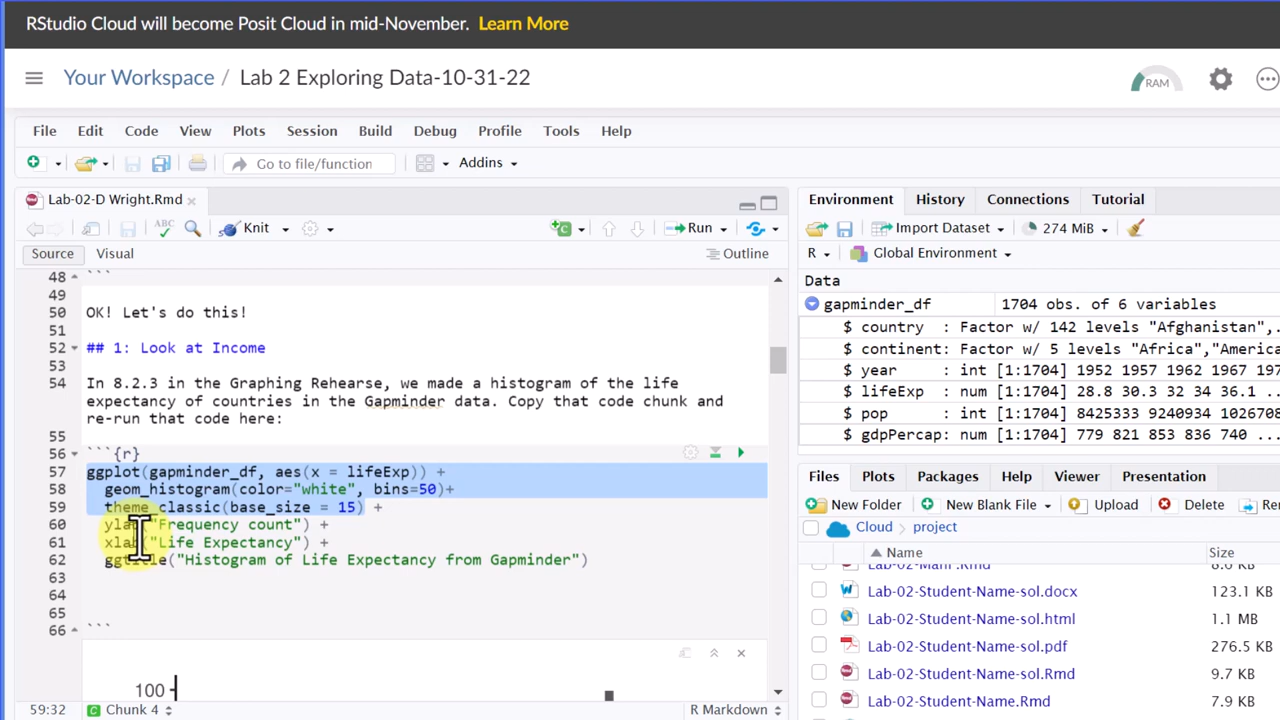 RStudio Cloud will become Posit Cloud in mid-November. Learn More
Your Workspace / Lab 2 Exploring Data-10-31-22
RAM
File Edit Code View Plots Session Build Debug Profile Tools Help
Go to file/function Addins
Lab-02-D Wright.Rmd
ABC Knit Run
Source Visual Outline
48 ```
49
50 OK! Let's do this!
51
52 ## 1: Look at Income
53
54 In 8.2.3 in the Graphing Rehearse, we made a histogram of the life
expectancy of countries in the Gapminder data. Copy that code chunk and
re-run that code here:
55
56 ```{r}
57 ggplot(gapminder_df, aes(x = lifeExp)) +
58 geom_histogram(color="white", bins=50)+
59 theme_classic(base_size = 15) +
60 ylab("Frequency count") +
61 xlab("Life Expectancy") +
62 ggtitle("Histogram of Life Expectancy from Gapminder")
63
64
65
66 ```
100
59:32 Chunk 4 R Markdown
Environment History Connections Tutorial
Import Dataset 274 MiB
R Global Environment
Data
gapminder_df 1704 obs. of 6 variables
$ country : Factor w/ 142 levels "Afghanistan",..
$ continent: Factor w/ 5 levels "Africa","America
$ year : int [1:1704] 1952 1957 1962 1967 197
$ lifeExp : num [1:1704] 28.8 30.3 32 34 36.1
$ pop : int [1:1704] 8425333 9240934 1026708
$ gdpPercap: num [1:1704] 779 821 853 836 740 ...
Files Plots Packages Help Viewer Presentation
New Folder New Blank File Upload Delete Re
Cloud project
Name Size
Lab-02-Student-Name-sol.docx 123.1 KB
Lab-02-Student-Name-sol.html 1.1 MB
Lab-02-Student-Name-sol.pdf 276.5 KB
Lab-02-Student-Name-sol.Rmd 9.7 KB
Lab-02-Student-Name.Rmd 7.9 KB